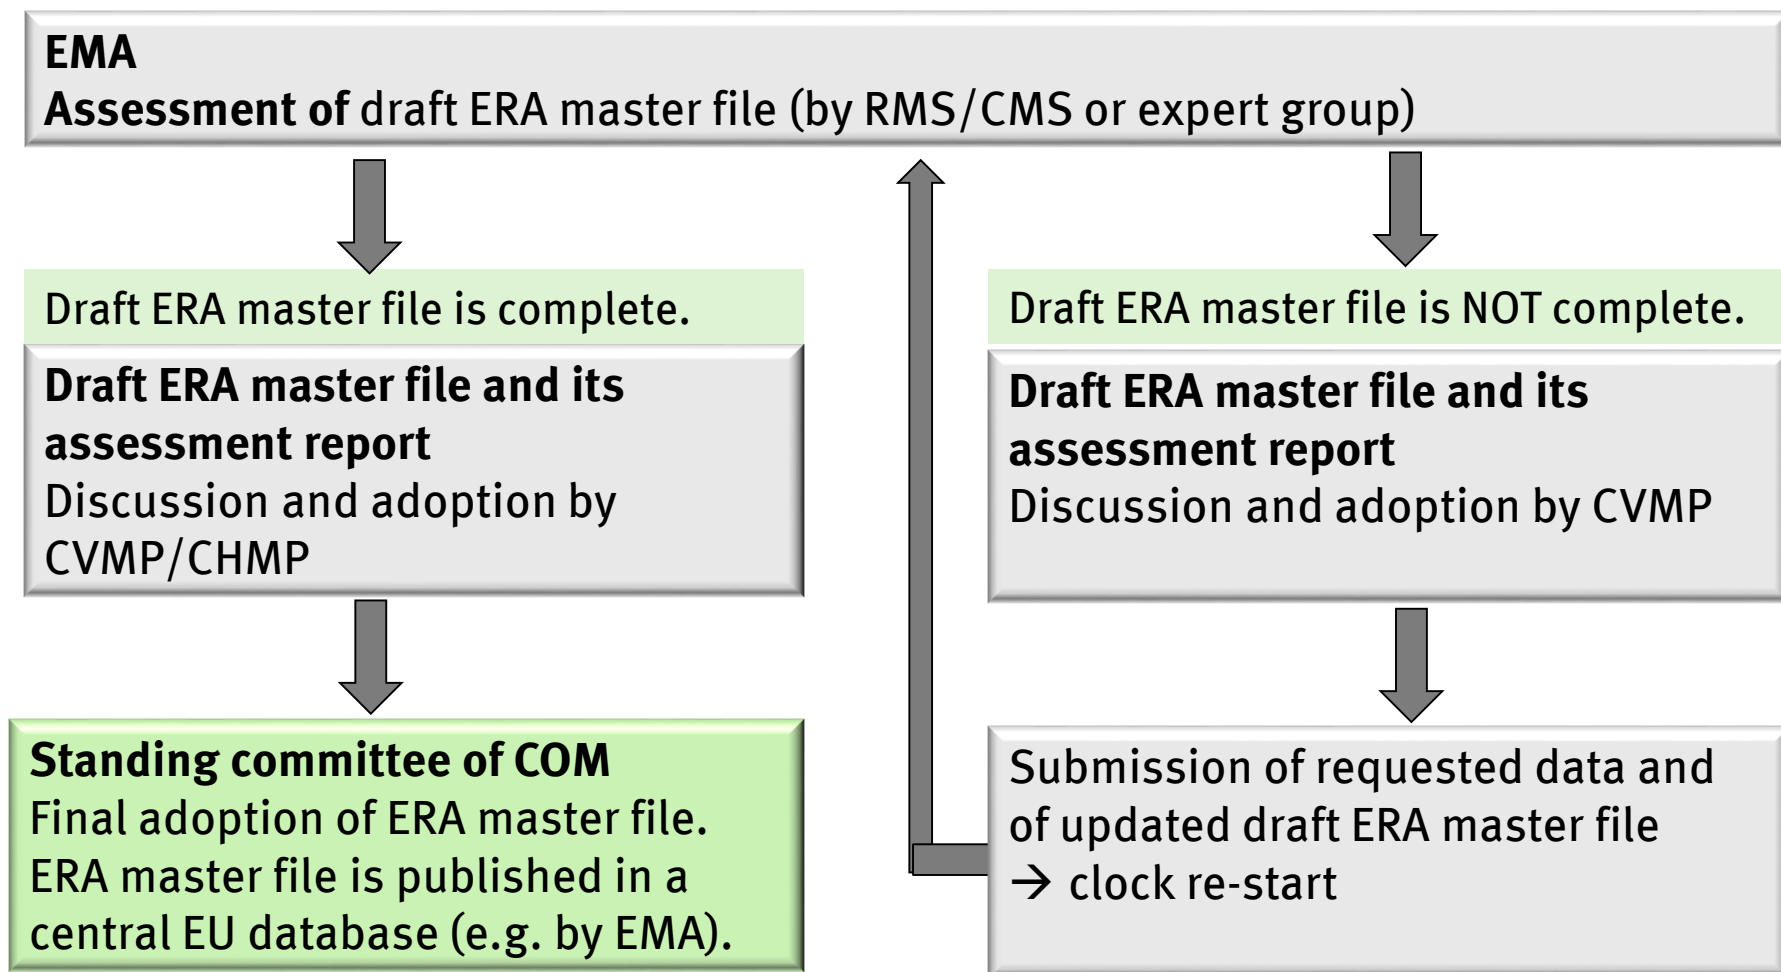 EMA
Assessment of draft ERA master file (by RMS/CMS or expert group)
Draft ERA master file is complete.
Draft ERA master file and its
assessment report
Discussion and adoption by
CVMP/CHMP
Standing committee of COM
Final adoption of ERA master file.
ERA master file is published in a
central EU database (e.g. by EMA).
Draft ERA master file is NOT complete.
Draft ERA master file and its
assessment report
Discussion and adoption by CVMP
Submission of requested data and
of updated draft ERA master file
→ clock re-start